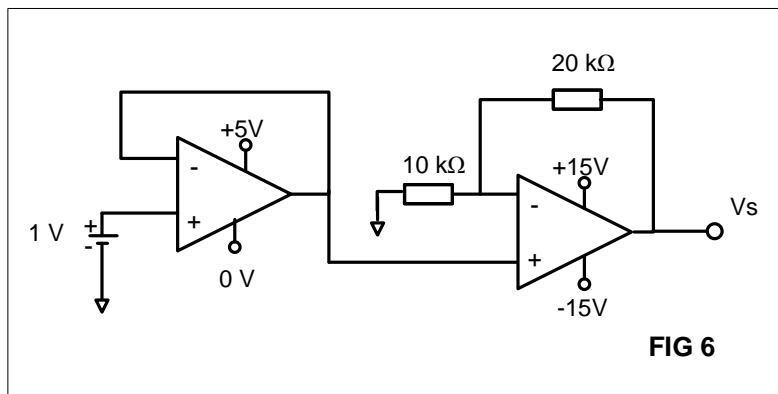 20 kΩ
+5V
10 kΩ
+15V
-
-
Vs
+
1 V
+
-
+
0 V
-15V
FIG 6